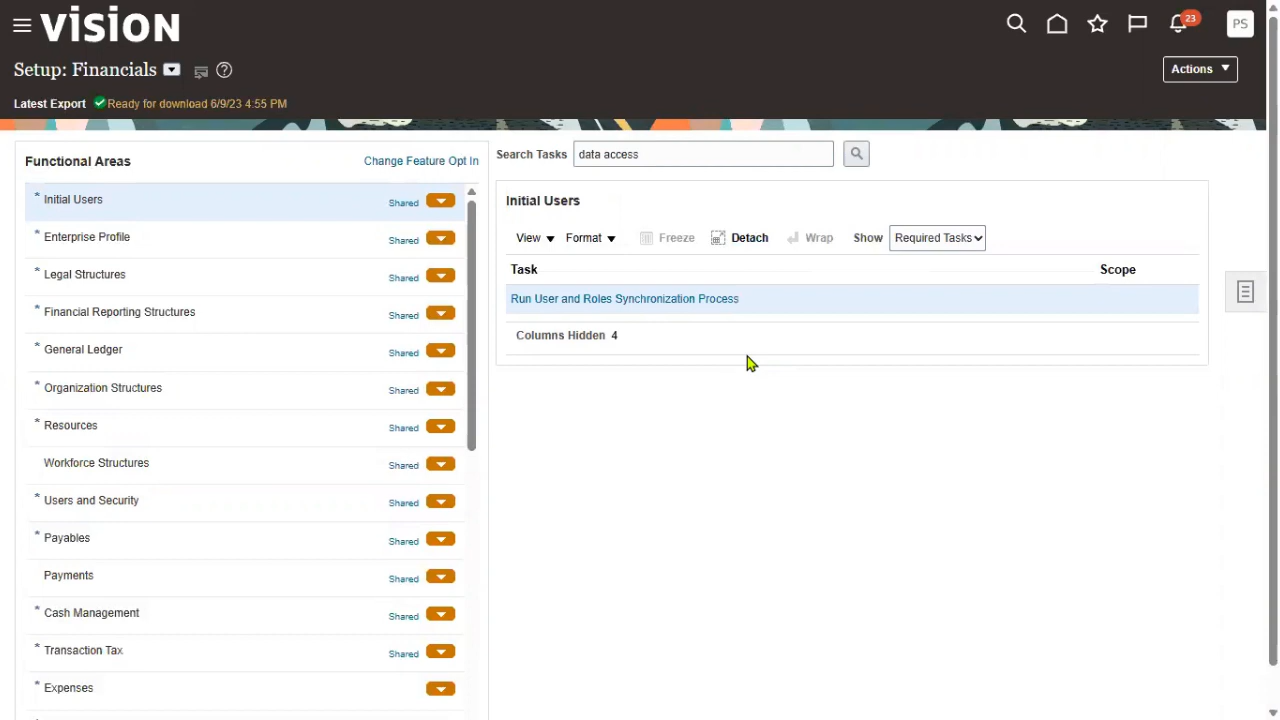 vision
23
PS
Setup: Financials
Actions
Latest Export Ready for download 6/9/23 4:55 PM
Functional Areas
Change Feature Opt In
* Initial Users Shared
* Enterprise Profile Shared
* Legal Structures Shared
* Financial Reporting Structures Shared
* General Ledger Shared
* Organization Structures Shared
* Resources Shared
Workforce Structures Shared
* Users and Security Shared
* Payables Shared
Payments Shared
* Cash Management Shared
* Transaction Tax Shared
* Expenses
Search Tasks data access
Initial Users
View Format Freeze Detach Wrap Show Required Tasks
Task Scope
Run User and Roles Synchronization Process
Columns Hidden 4